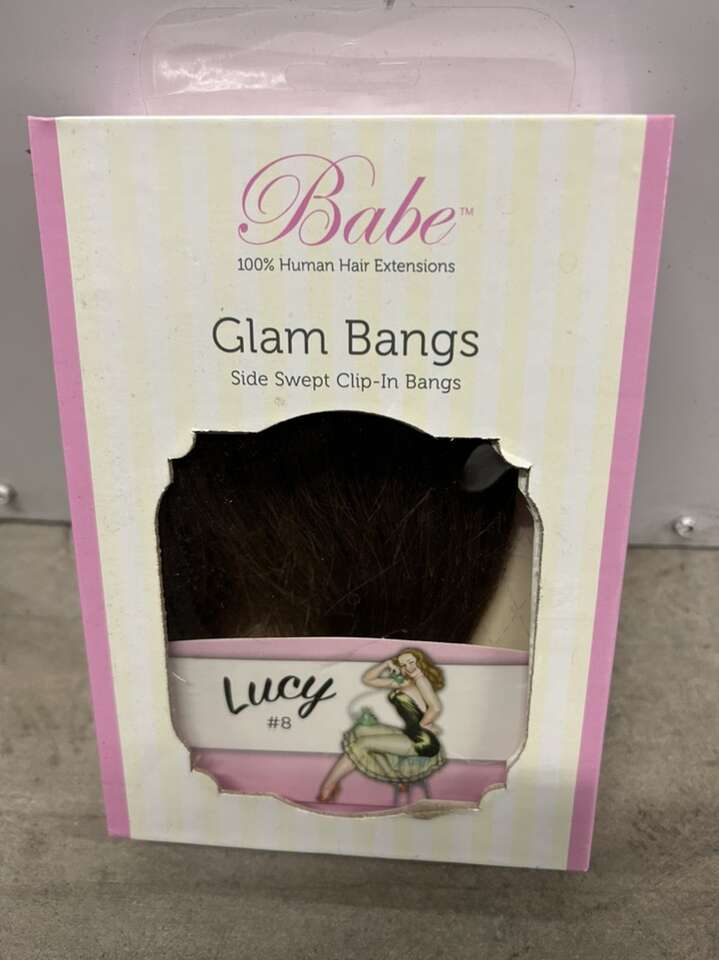 Babe™
100% Human Hair Extensions
Glam Bangs
Side Swept Clip-In Bangs
Lucy
#8